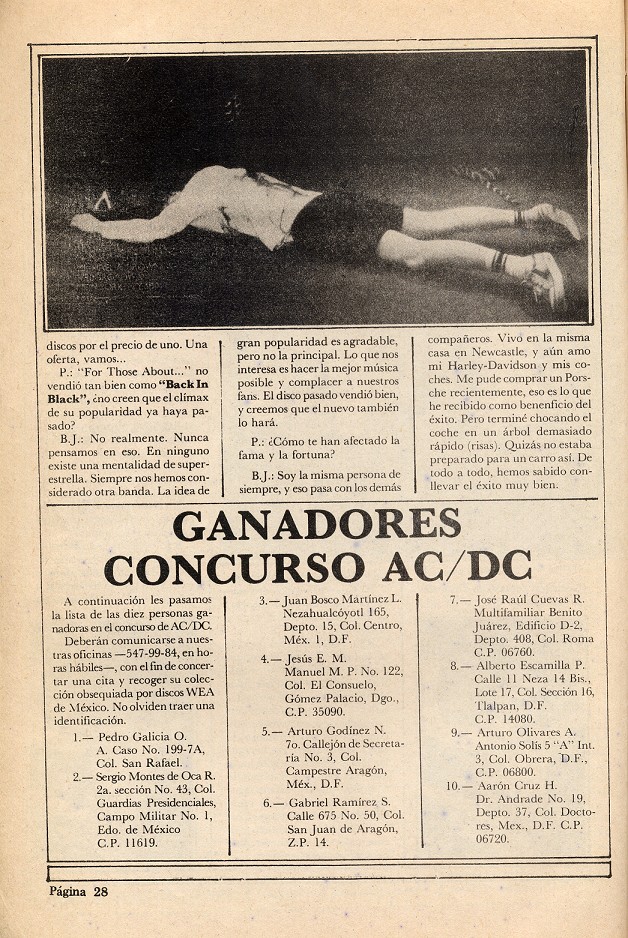 discos por el precio de uno. Una
oferta, vamos...
P.: "For Those About..." no
vendió tan bien como "Back In
Black", ¿no creen que el clímax
de su popularidad ya haya pa-
sado?
B.J.: No realmente. Nunca
pensamos en eso. En ninguno
existe una mentalidad de super-
estrella. Siempre nos hemos con-
siderado otra banda. La idea de
gran popularidad es agradable,
pero no la principal. Lo que nos
interesa es hacer la mejor música
posible y complacer a nuestros
fans. El disco pasado vendió bien,
y creemos que el nuevo también
lo hará.
P.: ¿Cómo te han afectado la
fama y la fortuna?
B.J.: Soy la misma persona de
siempre, y eso pasa con los demás
compañeros. Vivo en la misma
casa en Newcastle, y aún amo
mi Harley-Davidson y mis co-
ches. Me pude comprar un Pors-
che recientemente, eso es lo que
he recibido como benenficio del
éxito. Pero terminé chocando el
coche en un árbol demasiado
rápido (risas). Quizás no estaba
preparado para un carro así. De
todo a todo, hemos sabido con-
llevar el éxito muy bien.
GANADORES
CONCURSO AC/DC
A continuación les pasamos
la lista de las diez personas ga-
nadoras en el concurso de AC/DC.
Deberán comunicarse a nues-
tras oficinas —547-99-84, en ho-
ras hábiles—, con el fin de concer-
tar una cita y recoger su colec-
ción obsequiada por discos WEA
de México. No olviden traer una
identificación.
1.— Pedro Galicia O.
A. Caso No. 199-7A,
Col. San Rafael.
2.— Sergio Montes de Oca R.
2a. sección No. 43, Col.
Guardias Presidenciales,
Campo Militar No. 1,
Edo. de México
C.P. 11619.
3.— Juan Bosco Martínez L.
Nezahualcóyotl 165,
Depto. 15, Col. Centro,
Méx. 1, D.F.
4.— Jesús E. M.
Manuel M. P. No. 122,
Col. El Consuelo,
Gómez Palacio, Dgo.,
C.P. 35090.
5.— Arturo Godínez N.
7o. Callejón de Secreta-
ría No. 3, Col.
Campestre Aragón,
Méx., D.F.
6.— Gabriel Ramírez S.
Calle 675 No. 50, Col.
San Juan de Aragón,
Z.P. 14.
7.— José Raúl Cuevas R.
Multifamiliar Benito
Juárez, Edificio D-2,
Depto. 408, Col. Roma
C.P. 06760.
8.— Alberto Escamilla P.
Calle 11 Neza 14 Bis.,
Lote 17, Col. Sección 16,
Tlalpan, D.F.
C.P. 14080.
9.— Arturo Olivares A.
Antonio Solís 5 "A" Int.
3, Col. Obrera, D.F.,
C.P. 06800.
10.— Aarón Cruz H.
Dr. Andrade No. 19,
Depto. 37, Col. Docto-
res, Mex., D.F. C.P.
06720.
Página 28